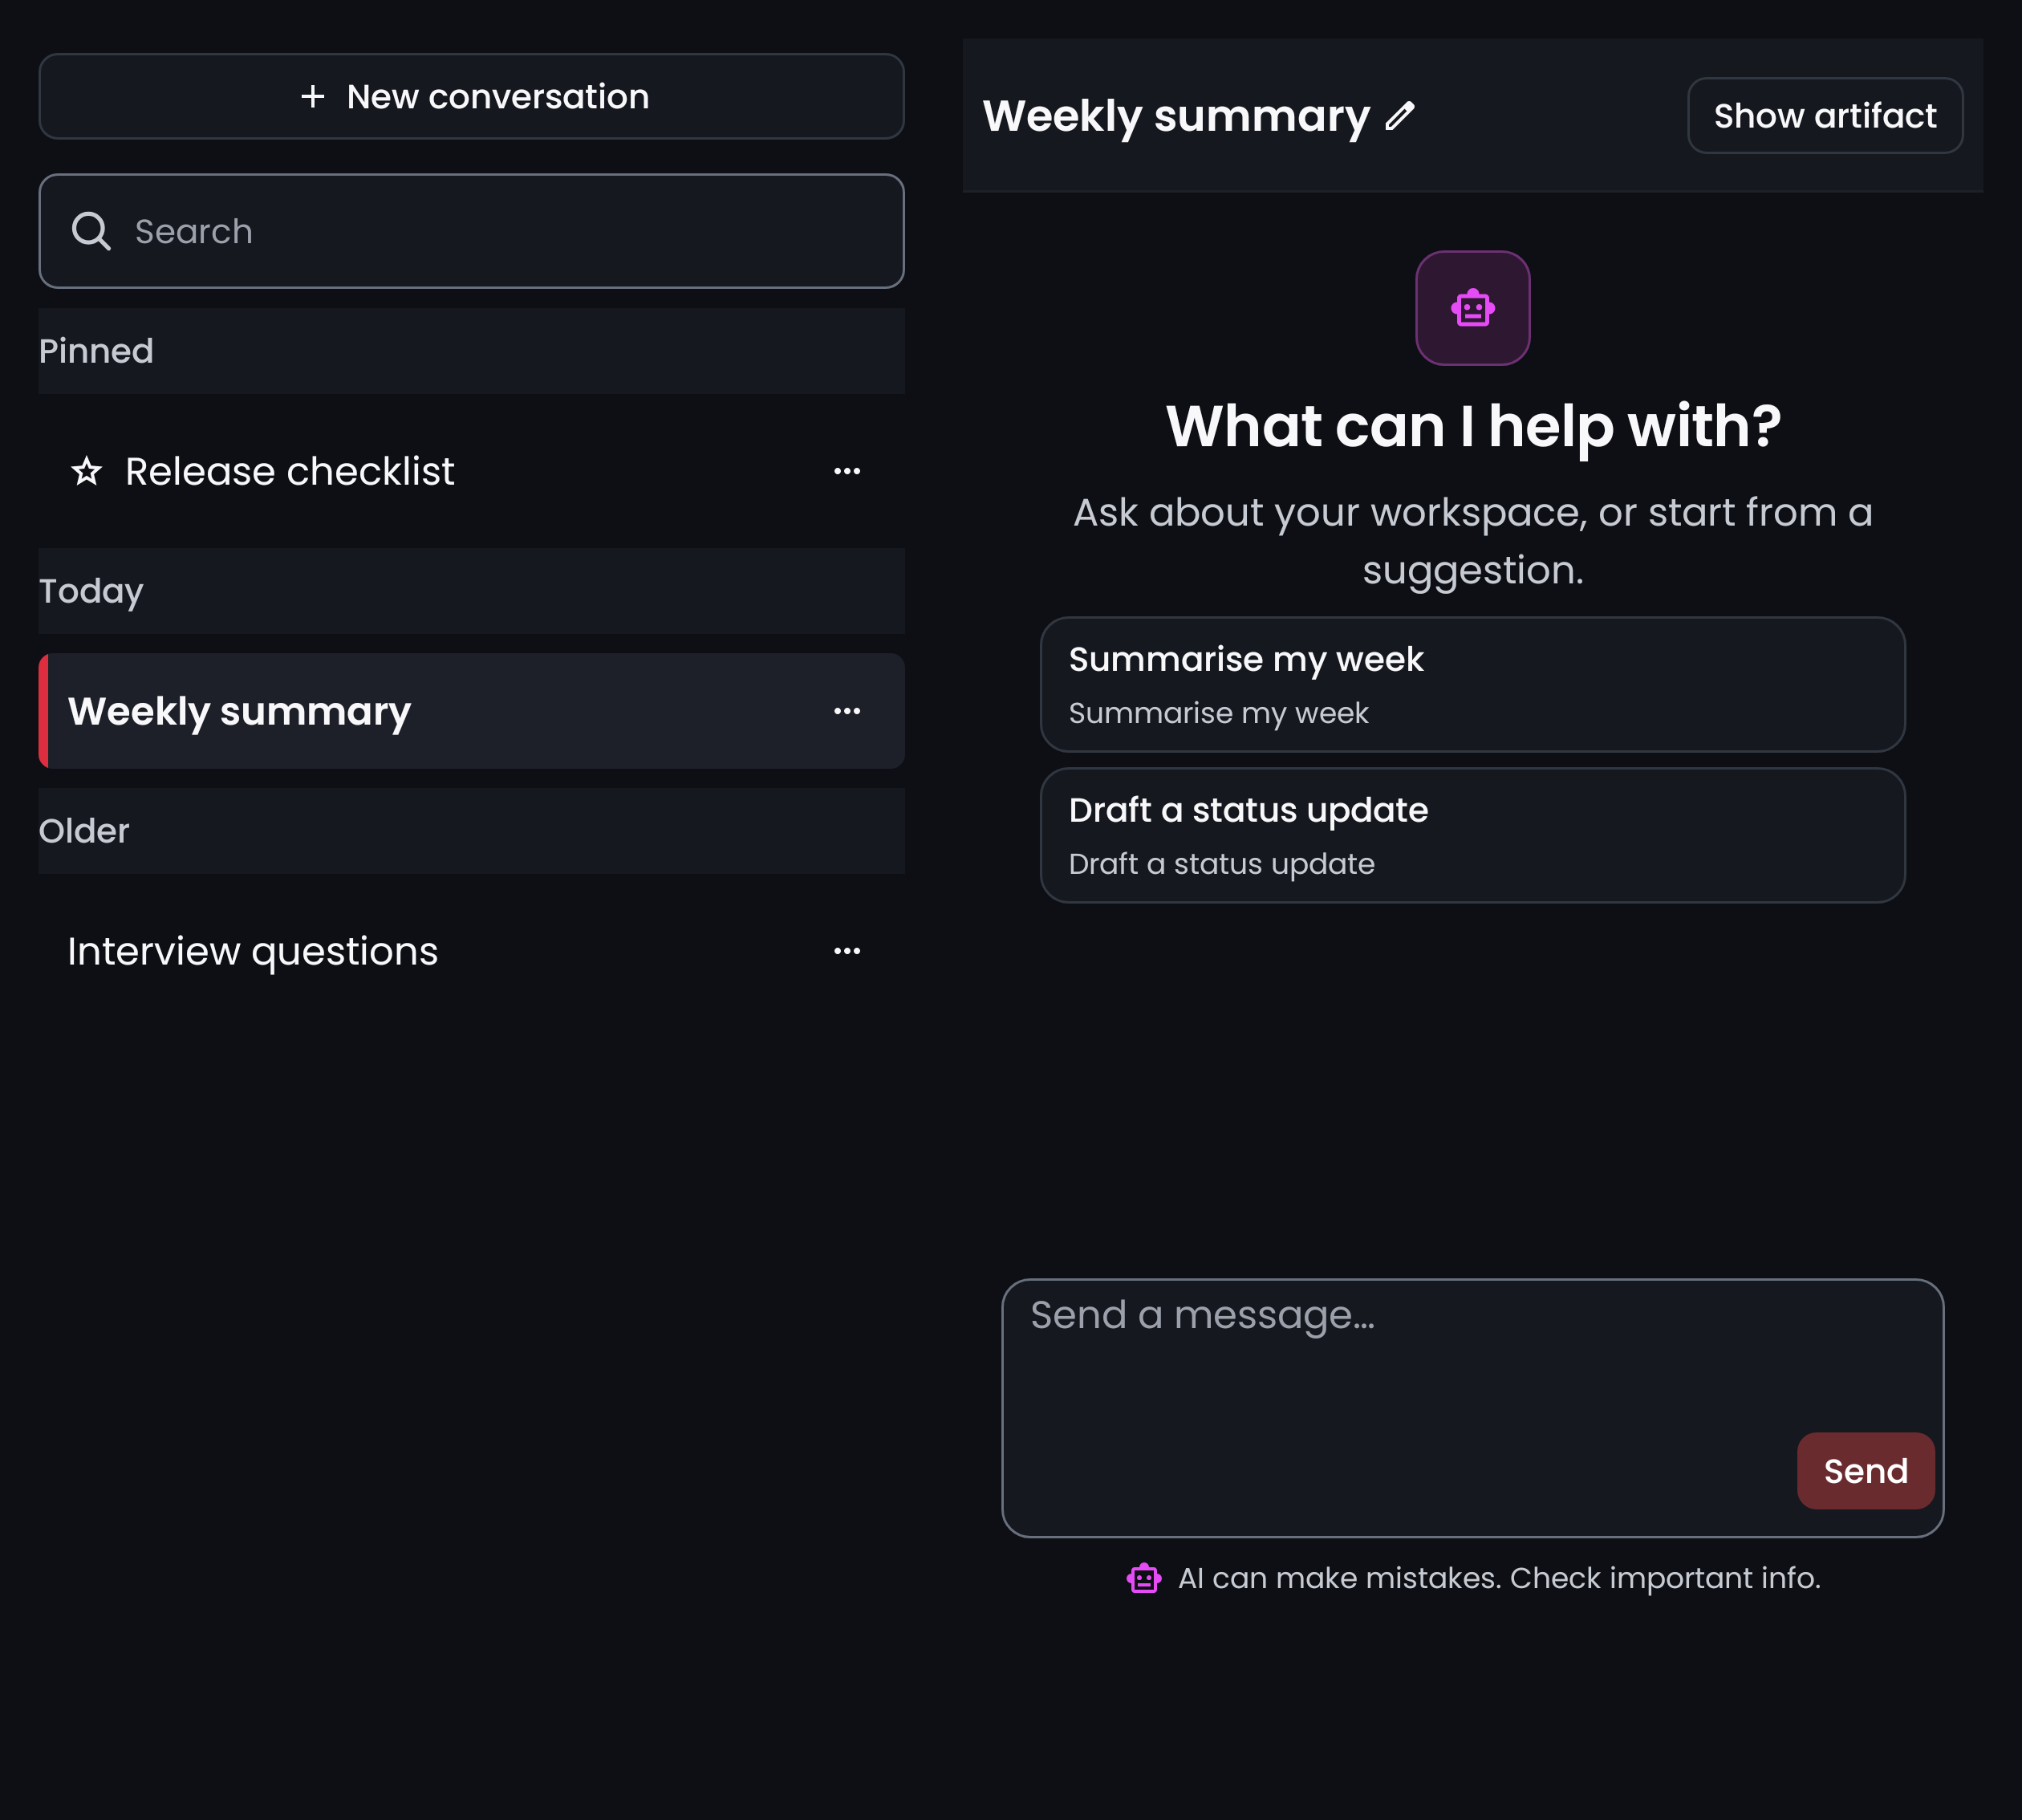 New conversation
Search
Pinned
Release checklist
Today
Weekly summary
Older
Interview questions
Weekly summary
Show artifact
What can I help with?
Ask about your workspace, or start from a
suggestion.
Summarise my week
Summarise my week
Draft a status update
Draft a status update
Send a message...
Send
AI can make mistakes. Check important info.